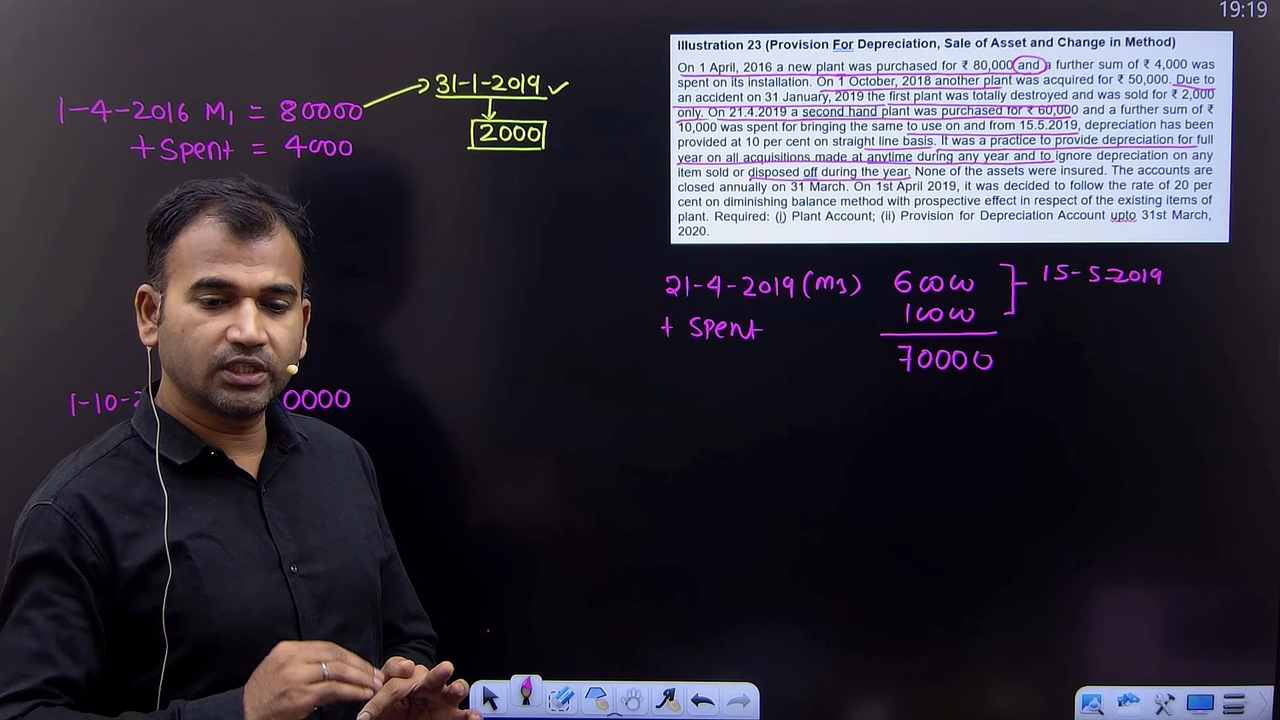 19:19
Illustration 23 (Provision For Depreciation, Sale of Asset and Change in Method)
On 1 April, 2016 a new plant was purchased for ₹ 80,000 and a further sum of ₹ 4,000 was
spent on its installation. On 1 October, 2018 another plant was acquired for ₹ 50,000. Due to
an accident on 31 January, 2019 the first plant was totally destroyed and was sold for ₹ 2,000
only. On 21.4.2019 a second hand plant was purchased for ₹ 60,000 and a further sum of ₹
10,000 was spent for bringing the same to use on and from 15.5.2019, depreciation has been
provided at 10 per cent on straight line basis. It was a practice to provide depreciation for full
year on all acquisitions made at anytime during any year and to ignore depreciation on any
item sold or disposed off during the year. None of the assets were insured. The accounts are
closed annually on 31 March. On 1st April 2019, it was decided to follow the rate of 20 per
cent on diminishing balance method with prospective effect in respect of the existing items of
plant. Required: (i) Plant Account; (ii) Provision for Depreciation Account upto 31st March,
2020.
1-4-2016 M1 = 80000
+ Spent = 4000
31-1-2019 ✓
2000
1-10-2 0000
21-4-2019 (M3) 60000
+ Spent 10000
70000
15-5-2019